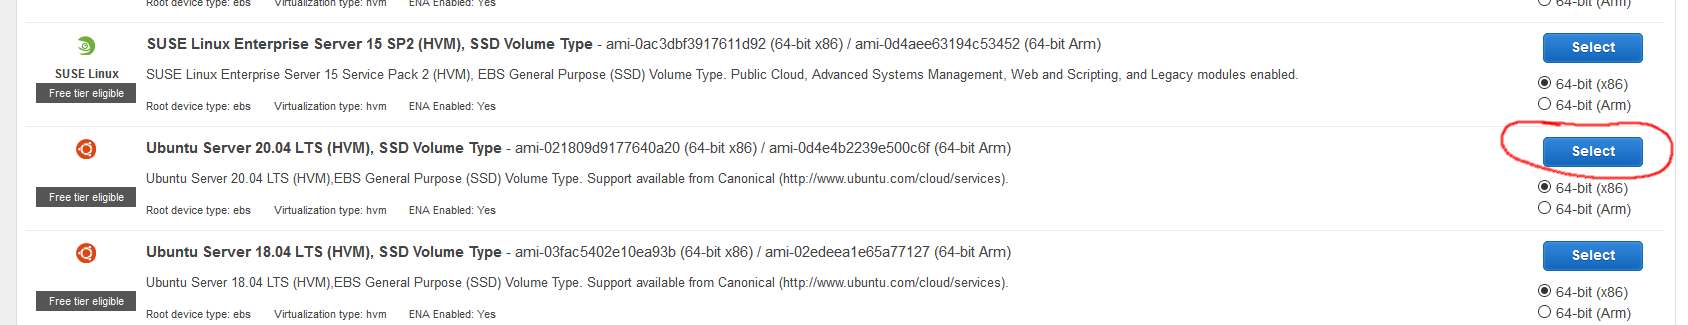 Root device type: ebs Virtualization type: hvm ENA Enabled: Yes
64-bit (Arm)
SUSE Linux Enterprise Server 15 SP2 (HVM), SSD Volume Type - ami-0ac3dbf3917611d92 (64-bit x86) / ami-0d4aee63194c53452 (64-bit Arm)
Select
SUSE Linux
Free tier eligible
SUSE Linux Enterprise Server 15 Service Pack 2 (HVM), EBS General Purpose (SSD) Volume Type. Public Cloud, Advanced Systems Management, Web and Scripting, and Legacy modules enabled.
64-bit (x86)
Root device type: ebs Virtualization type: hvm ENA Enabled: Yes
64-bit (Arm)
Ubuntu Server 20.04 LTS (HVM), SSD Volume Type - ami-021809d9177640a20 (64-bit x86) / ami-0d4e4b2239e500c6f (64-bit Arm)
Select
Free tier eligible
Ubuntu Server 20.04 LTS (HVM),EBS General Purpose (SSD) Volume Type. Support available from Canonical (http://www.ubuntu.com/cloud/services).
64-bit (x86)
Root device type: ebs Virtualization type: hvm ENA Enabled: Yes
64-bit (Arm)
Ubuntu Server 18.04 LTS (HVM), SSD Volume Type - ami-03fac5402e10ea93b (64-bit x86) / ami-02edeea1e65a77127 (64-bit Arm)
Select
Free tier eligible
Ubuntu Server 18.04 LTS (HVM),EBS General Purpose (SSD) Volume Type. Support available from Canonical (http://www.ubuntu.com/cloud/services).
64-bit (x86)
Root device type: ebs Virtualization type: hvm ENA Enabled: Yes
64-bit (Arm)